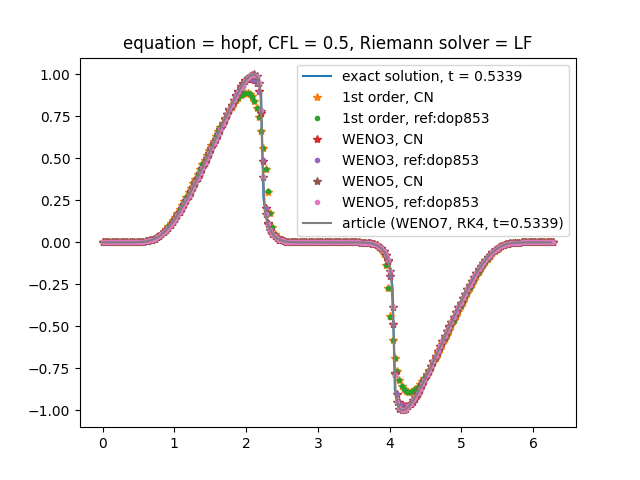 equation = hopf, CFL = 0.5, Riemann solver = LF
exact solution, t = 0.5339
1st order, CN
1st order, ref:dop853
WENO3, CN
WENO3, ref:dop853
WENO5, CN
WENO5, ref:dop853
article (WENO7, RK4, t=0.5339)
1.00
0.75
0.50
0.25
0.00
−0.25
−0.50
−0.75
−1.00
0 1 2 3 4 5 6